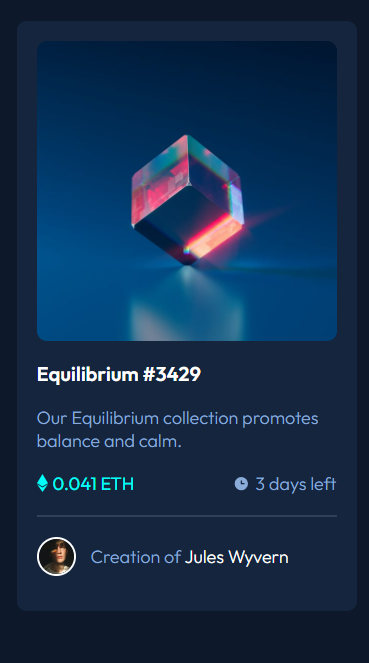 Equilibrium #3429
Our Equilibrium collection promotes
balance and calm.
0.041 ETH
3 days left
Creation of Jules Wyvern